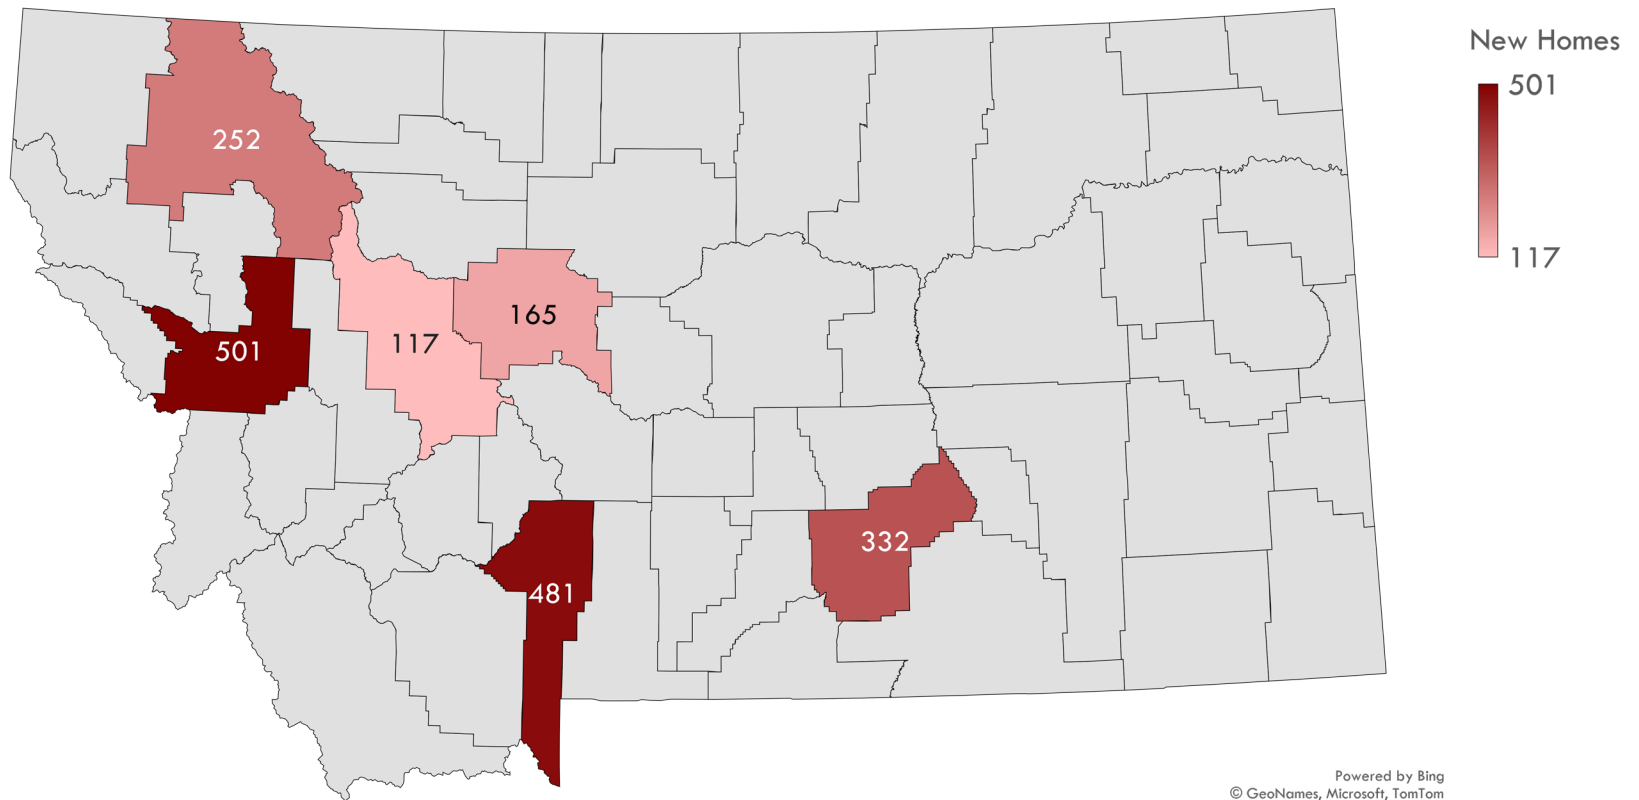 New Homes
501
252
117
165
117
501
332
481
Powered by Bing
© GeoNames, Microsoft, TomTom